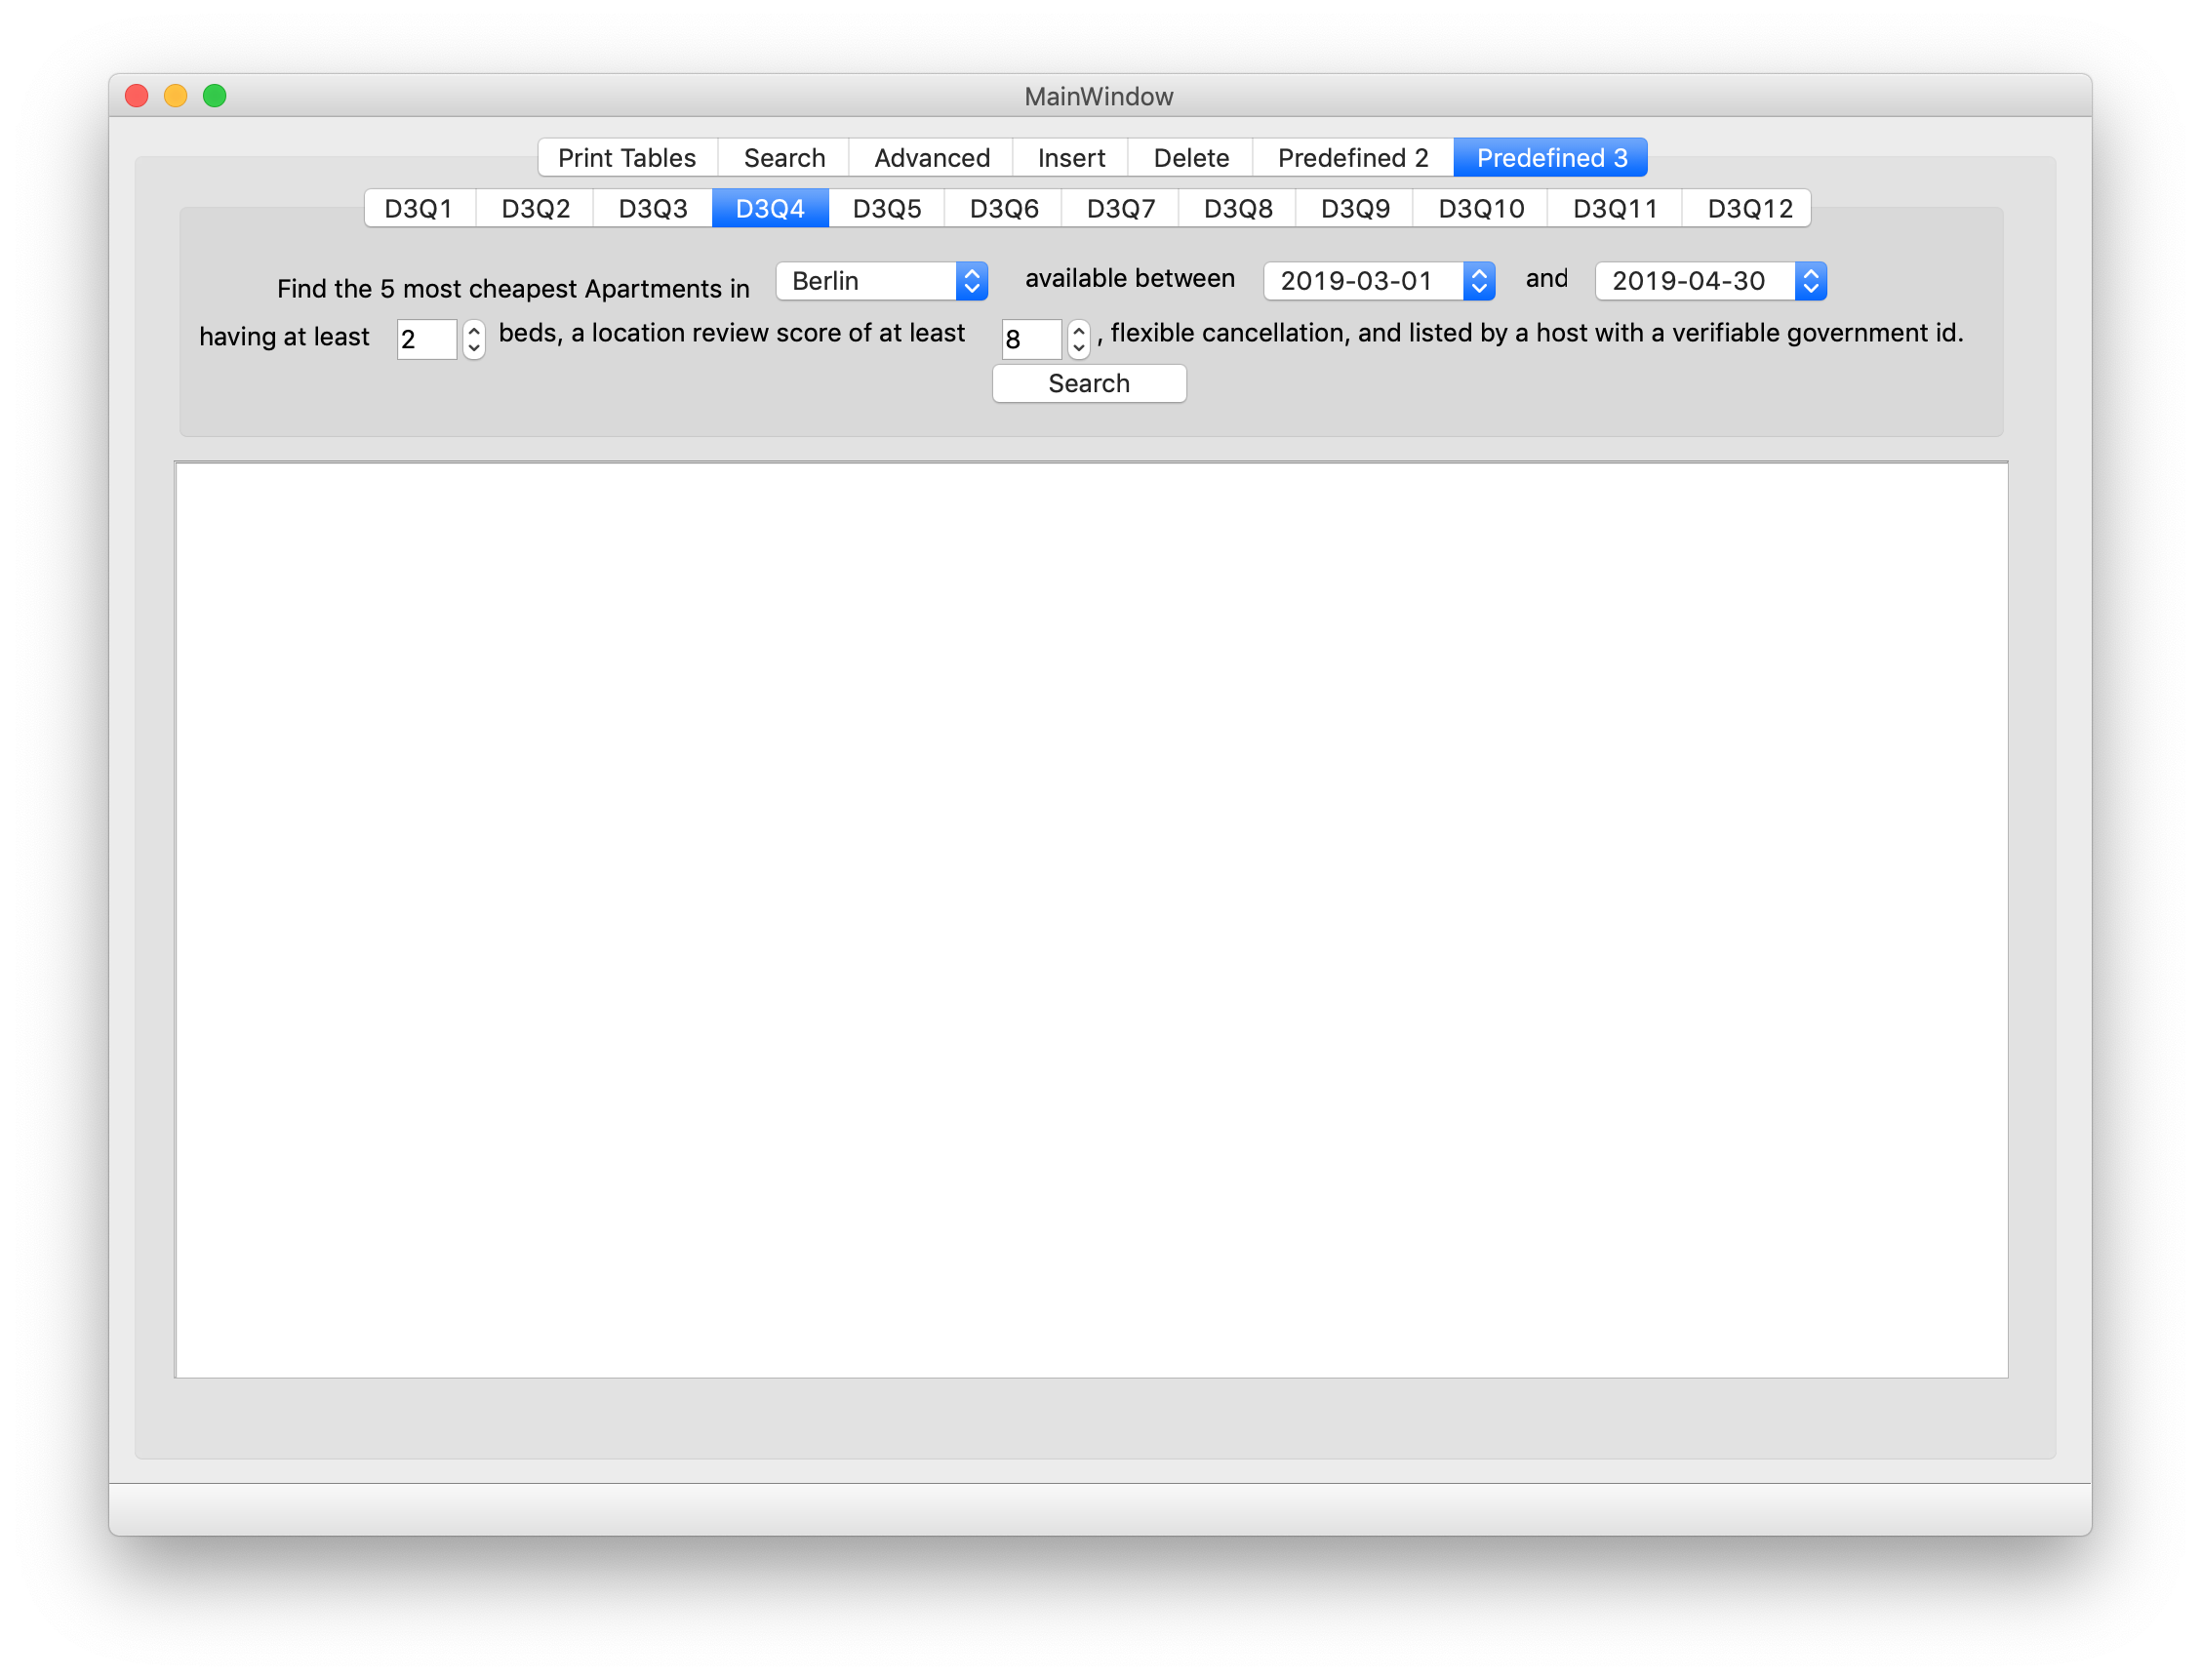 MainWindow
Print Tables Search Advanced Insert Delete Predefined 2 Predefined 3
D3Q1 D3Q2 D3Q3 D3Q4 D3Q5 D3Q6 D3Q7 D3Q8 D3Q9 D3Q10 D3Q11 D3Q12
Find the 5 most cheapest Apartments in Berlin available between 2019-03-01 and 2019-04-30
having at least 2 beds, a location review score of at least 8 , flexible cancellation, and listed by a host with a verifiable government id.
Search